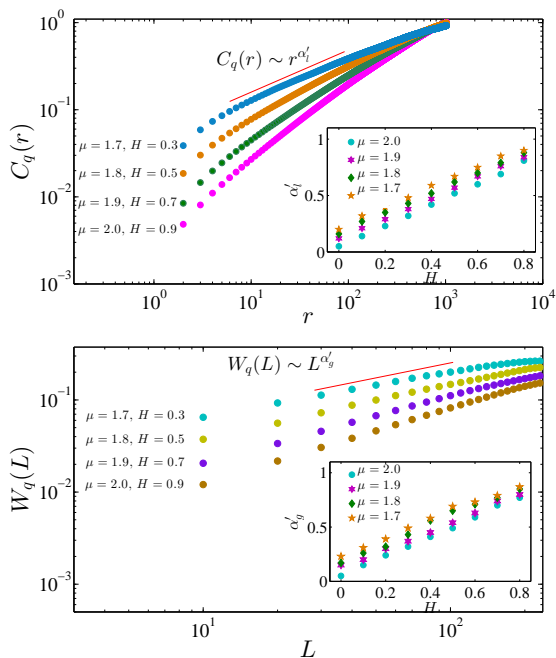 10^0
10^{-1}
10^{-2}
10^{-3}
C_q(r)
C_q(r) ∼ r^{α'_l}
μ = 1.7, H = 0.3
μ = 1.8, H = 0.5
μ = 1.9, H = 0.7
μ = 2.0, H = 0.9
1
0.5
0
α'_l
μ = 2.0
μ = 1.9
μ = 1.8
μ = 1.7
0 0.2 0.4 0.6 0.8
H
10^0 10^1 10^2 10^3 10^4
r
10^{-1}
10^{-2}
10^{-3}
W_q(L)
W_q(L) ∼ L^{α'_g}
μ = 1.7, H = 0.3
μ = 1.8, H = 0.5
μ = 1.9, H = 0.7
μ = 2.0, H = 0.9
1
0.5
0
α'_g
μ = 2.0
μ = 1.9
μ = 1.8
μ = 1.7
0 0.2 0.4 0.6 0.8
H
10^1 10^2
L